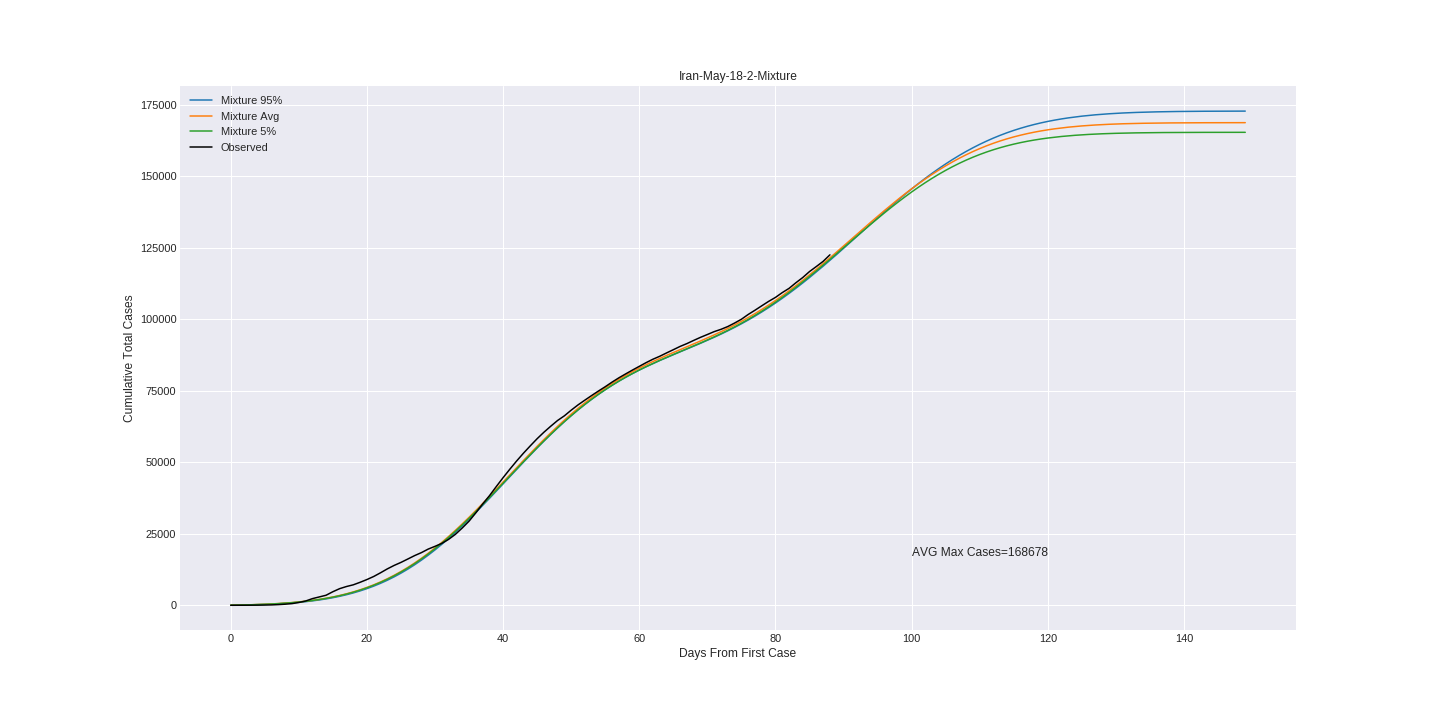 Iran-May-18-2-Mixture
Mixture 95%
Mixture Avg
Mixture 5%
Observed
175000
150000
125000
100000
75000
50000
25000
0
Cumulative Total Cases
AVG Max Cases=168678
0 20 40 60 80 100 120 140
Days From First Case